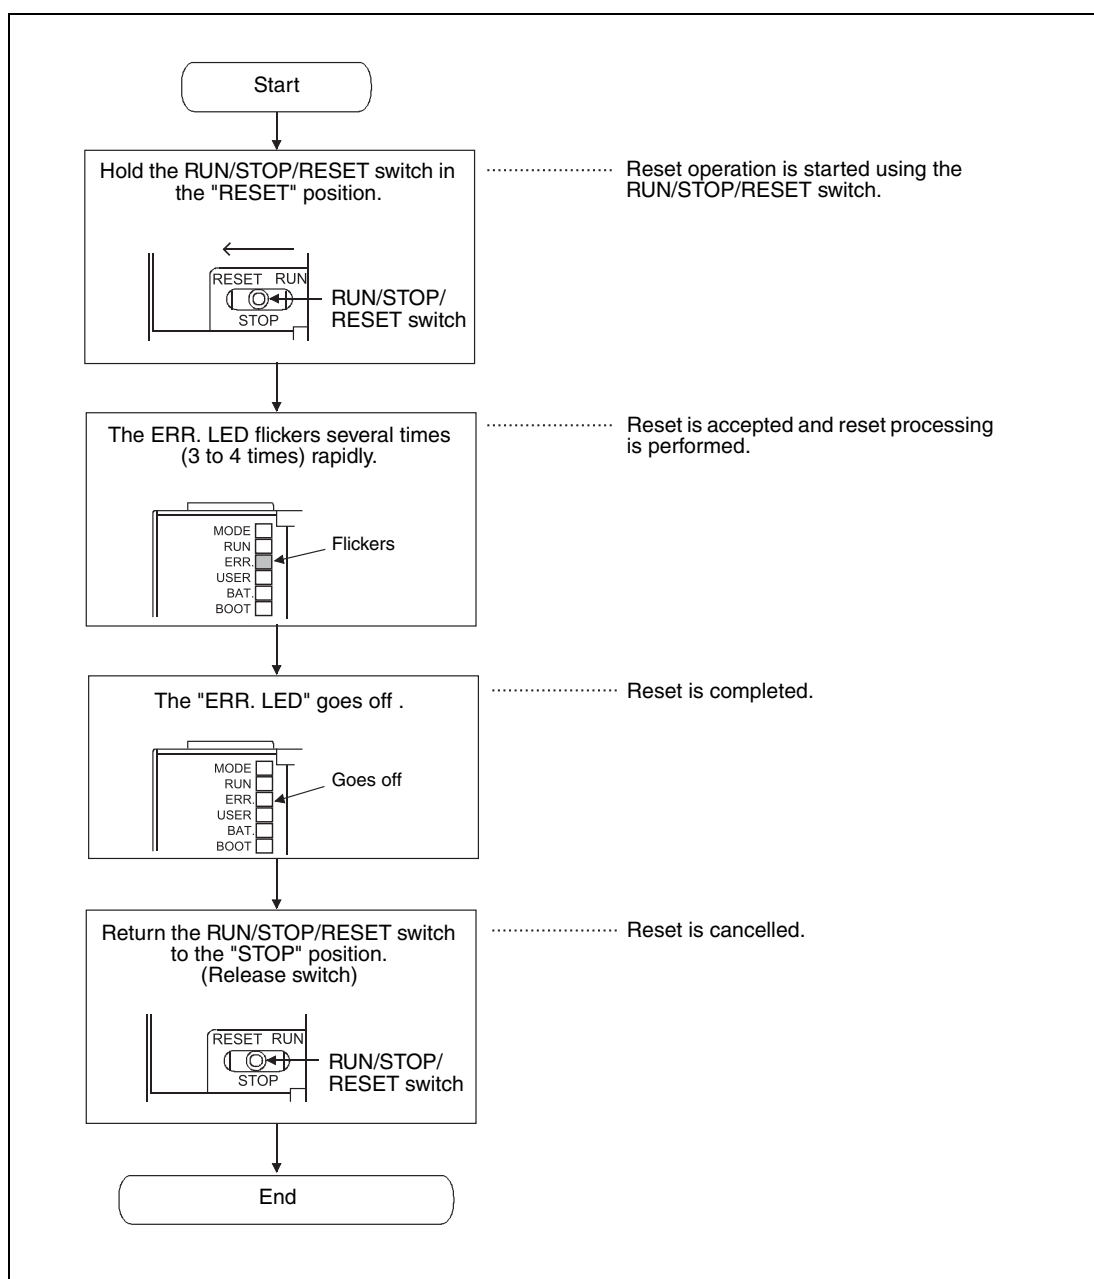 Start
Hold the RUN/STOP/RESET switch in
the "RESET" position.
Reset operation is started using the
RUN/STOP/RESET switch.
RESET RUN
STOP
RUN/STOP/
RESET switch
The ERR. LED flickers several times
(3 to 4 times) rapidly.
Reset is accepted and reset processing
is performed.
MODE
RUN
ERR.
USER
BAT.
BOOT
Flickers
The "ERR. LED" goes off .
Reset is completed.
MODE
RUN
ERR.
USER
BAT.
BOOT
Goes off
Return the RUN/STOP/RESET switch
to the "STOP" position.
(Release switch)
Reset is cancelled.
RESET RUN
STOP
RUN/STOP/
RESET switch
End